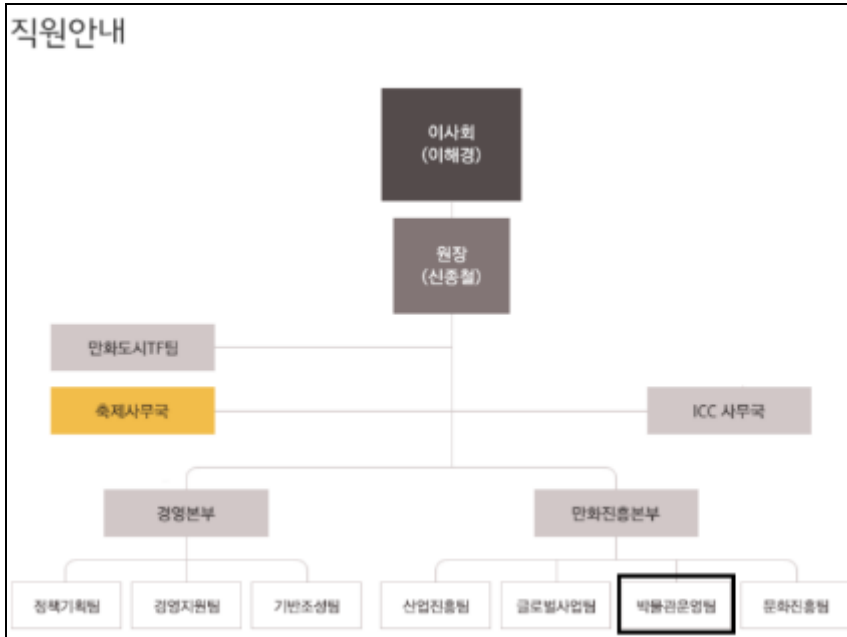 직원안내
이사회
(이해경)
원장
(신종철)
만화도시TF팀
축제사무국
ICC 사무국
경영본부
만화진흥본부
정책기획팀
경영지원팀
기반조성팀
산업진흥팀
글로벌사업팀
박물관운영팀
문화진흥팀